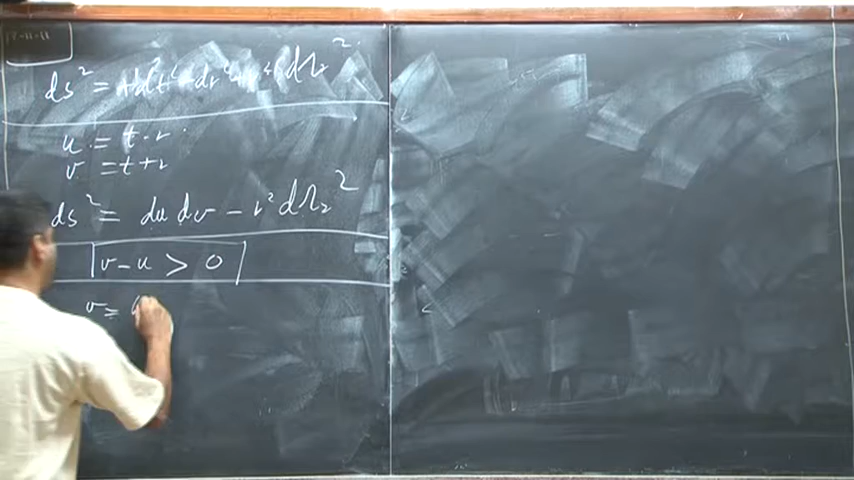 ds² = dt² - dr² - r² dΩ₂²
u = t - r
v = t + r
ds² = du dv - r² dΩ₂²
v - u > 0
v =